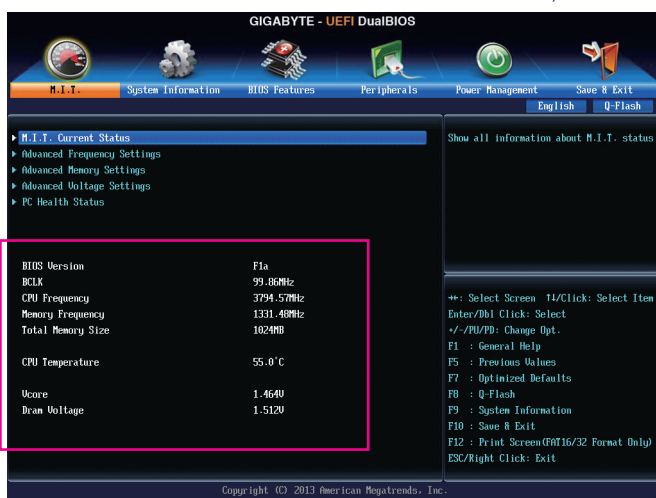 GIGABYTE - UEFI DualBIOS
M.I.T. System Information BIOS Features Peripherals Power Management Save & Exit
English Q-Flash
M.I.T. Current Status
Advanced Frequency Settings
Advanced Memory Settings
Advanced Voltage Settings
PC Health Status
Show all information about M.I.T. status
BIOS Version F1a
BCLK 99.86MHz
CPU Frequency 3794.57MHz
Memory Frequency 1331.48MHz
Total Memory Size 1024MB
CPU Temperature 55.0°C
Vcore 1.464V
Dram Voltage 1.512V
→←: Select Screen ↑↓/Click: Select Item
Enter/Dbl Click: Select
+/-/PU/PD: Change Opt.
F1 : General Help
F5 : Previous Values
F7 : Optimized Defaults
F8 : Q-Flash
F9 : System Information
F10 : Save & Exit
F12 : Print Screen(FAT16/32 Format Only)
ESC/Right Click: Exit
Copyright (C) 2013 American Megatrends, Inc.